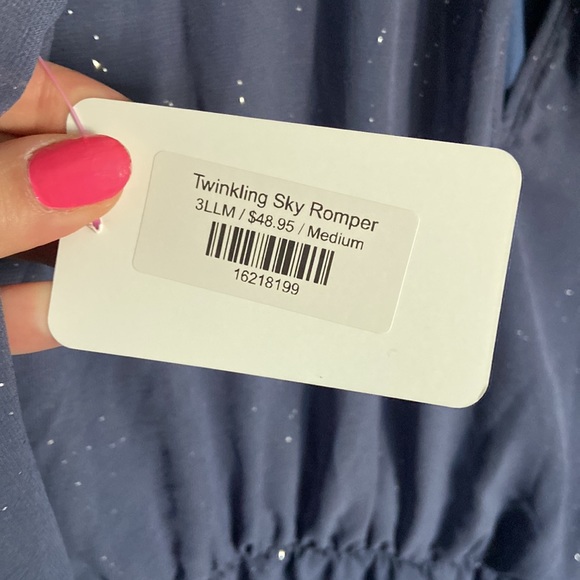 Twinkling Sky Romper
3LLM / $48.95 / Medium
16218199